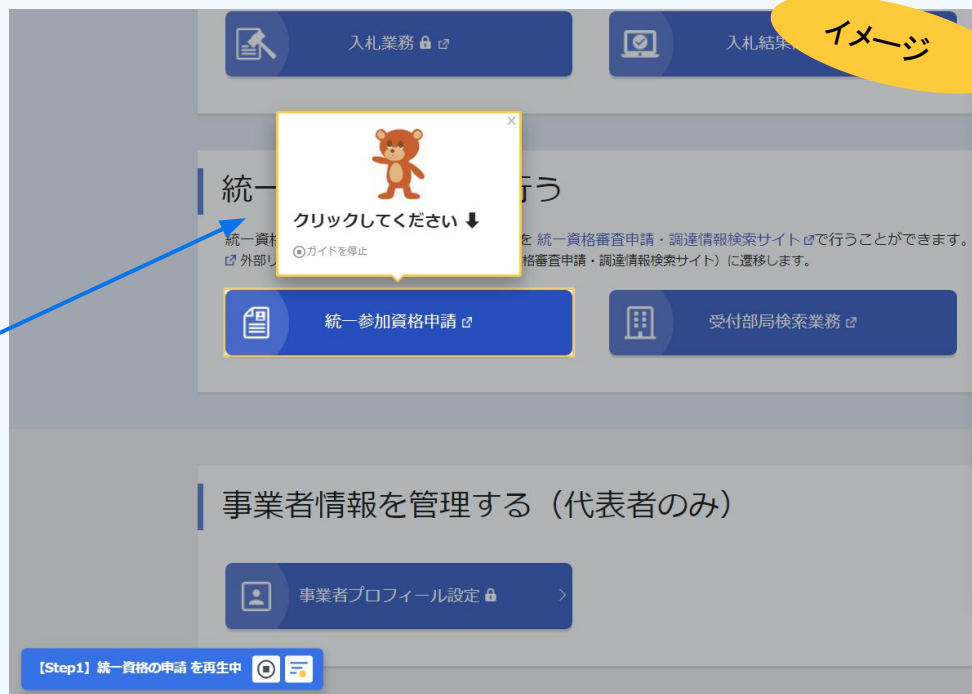 入札業務
入札結果
イメージ
クリックしてください
ガイドを停止
統一
行う
統一資格
を 統一資格審査申請・調達情報検索サイト で行うことができます。
外部リ
格審査申請・調達情報検索サイト）に遷移します。
統一参加資格申請
受付部局検索業務
事業者情報を管理する（代表者のみ）
事業者プロフィール設定
【Step1】統一資格の申請 を再生中